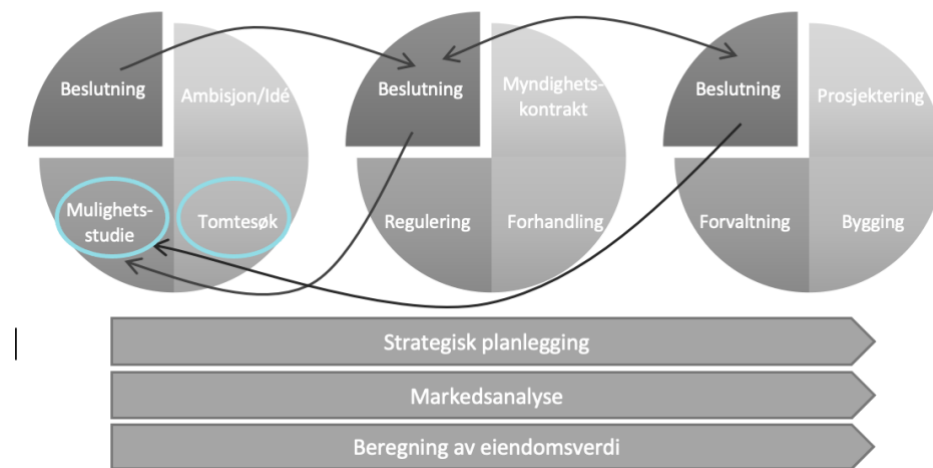 Beslutning
Ambisjon/Idé
Mulighets-
studie
Tomtesøk
Beslutning
Myndighets-
kontrakt
Regulering
Forhandling
Beslutning
Prosjektering
Forvaltning
Bygging
Strategisk planlegging
Markedsanalyse
Beregning av eiendomsverdi